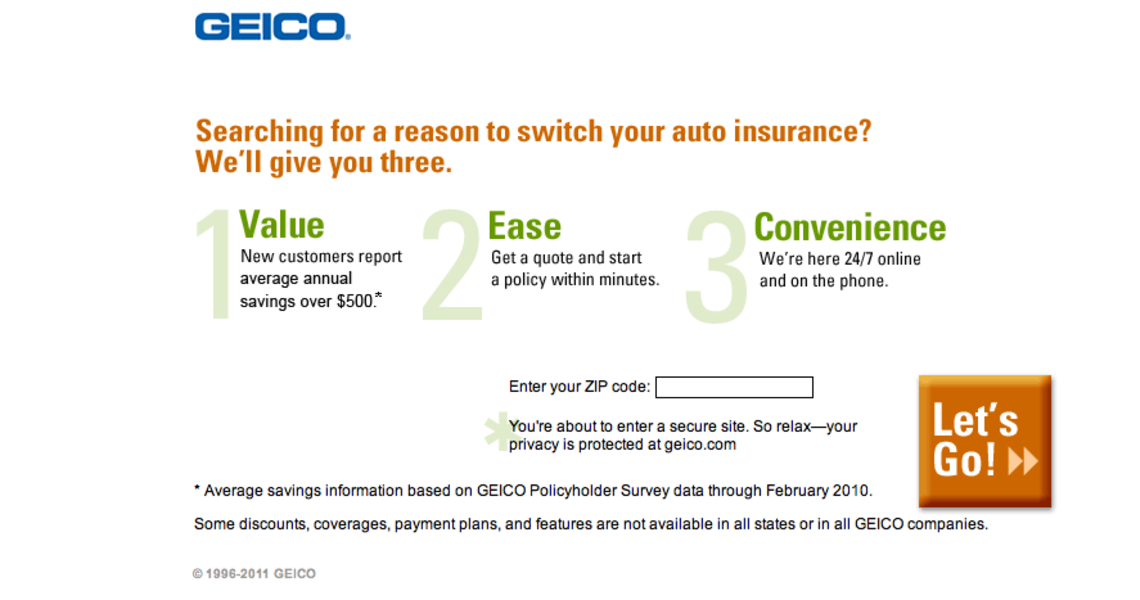 GEICO.
Searching for a reason to switch your auto insurance?
We'll give you three.
1 Value
New customers report
average annual
savings over $500.*
2 Ease
Get a quote and start
a policy within minutes.
3 Convenience
We're here 24/7 online
and on the phone.
Enter your ZIP code:
* You're about to enter a secure site. So relax—your
privacy is protected at geico.com
Let's
Go!
* Average savings information based on GEICO Policyholder Survey data through February 2010.
Some discounts, coverages, payment plans, and features are not available in all states or in all GEICO companies.
© 1996-2011 GEICO